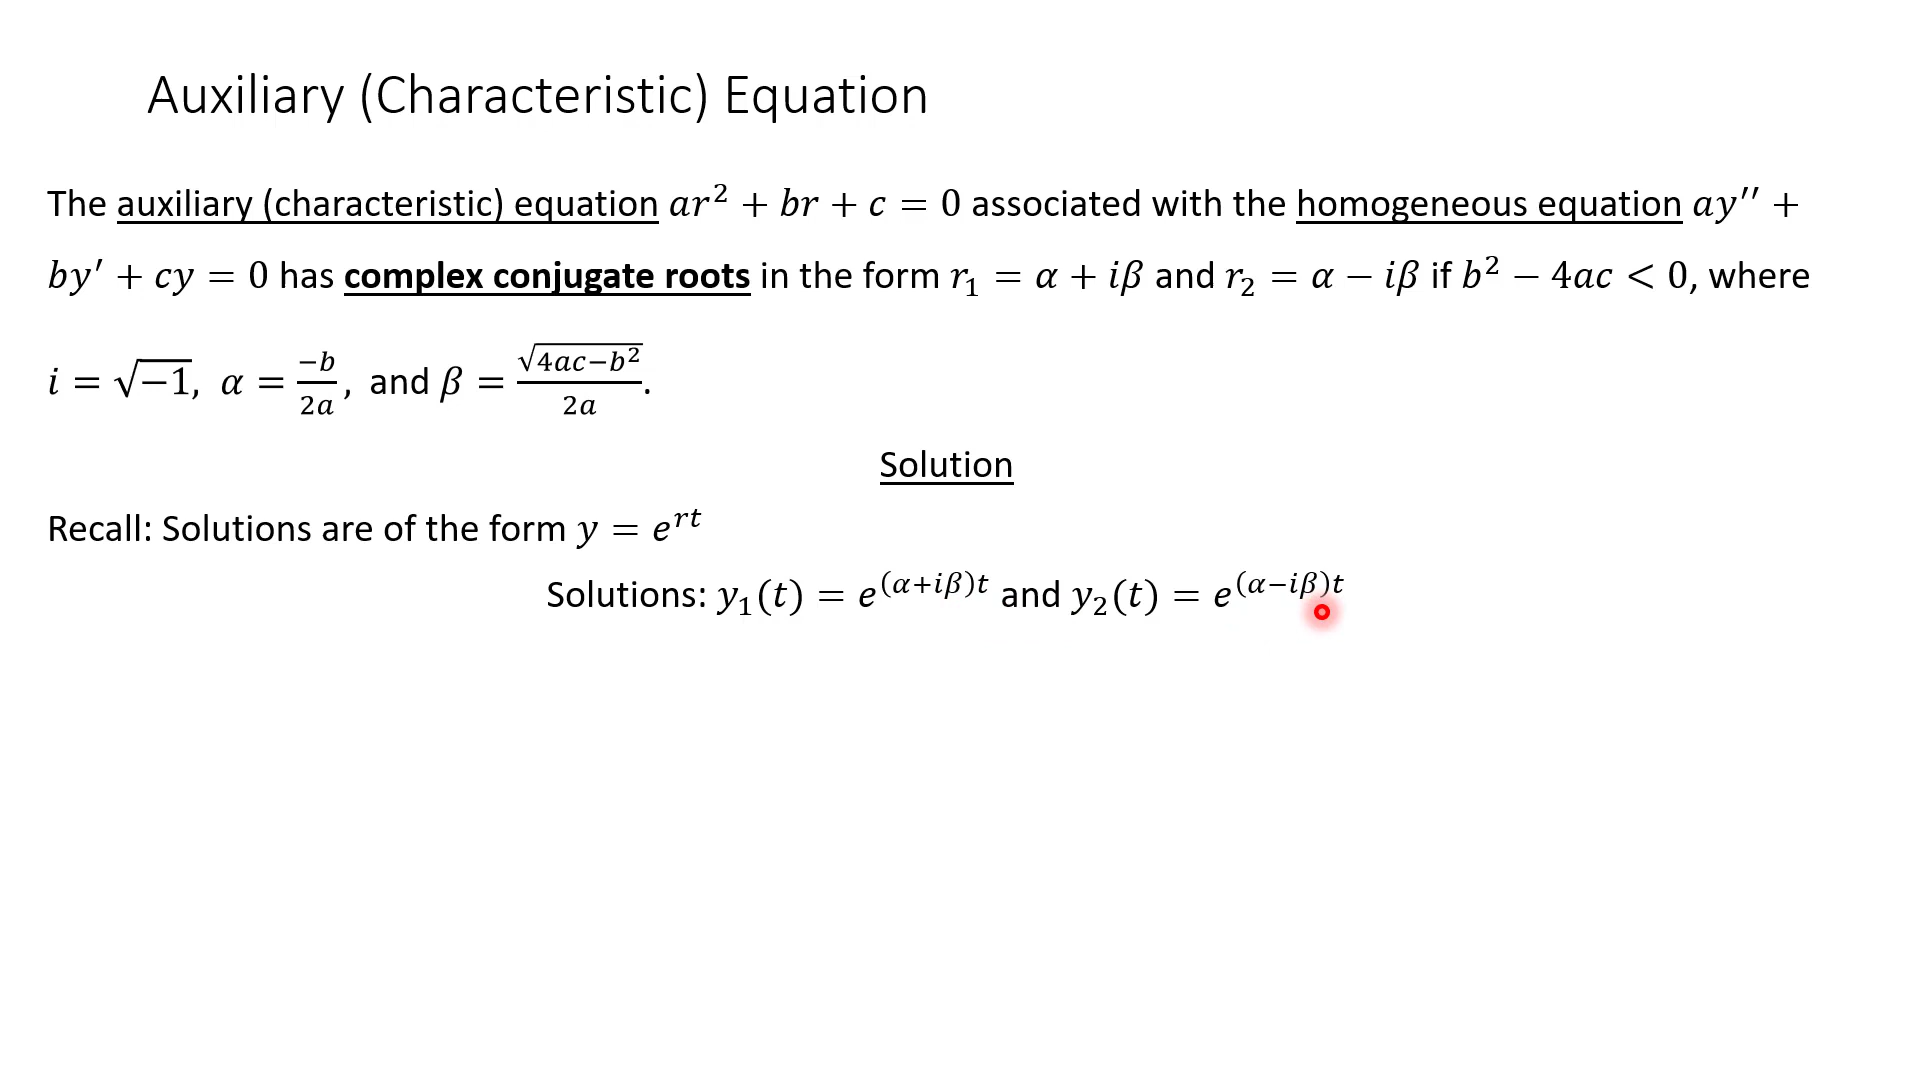 Auxiliary (Characteristic) Equation
The auxiliary (characteristic) equation 𝑎𝑟² + 𝑏𝑟 + 𝑐 = 0 associated with the homogeneous equation 𝑎𝑦′′ +
𝑏𝑦′ + 𝑐𝑦 = 0 has complex conjugate roots in the form 𝑟₁ = 𝛼 + 𝑖𝛽 and 𝑟₂ = 𝛼 − 𝑖𝛽 if 𝑏² − 4𝑎𝑐 < 0, where
𝑖 = √−1, 𝛼 = −𝑏/2𝑎, and 𝛽 = √(4𝑎𝑐−𝑏²)/2𝑎.
Solution
Recall: Solutions are of the form 𝑦 = 𝑒^{𝑟𝑡}
Solutions: 𝑦₁(𝑡) = 𝑒^{(𝛼+𝑖𝛽)𝑡} and 𝑦₂(𝑡) = 𝑒^{(𝛼−𝑖𝛽)𝑡}